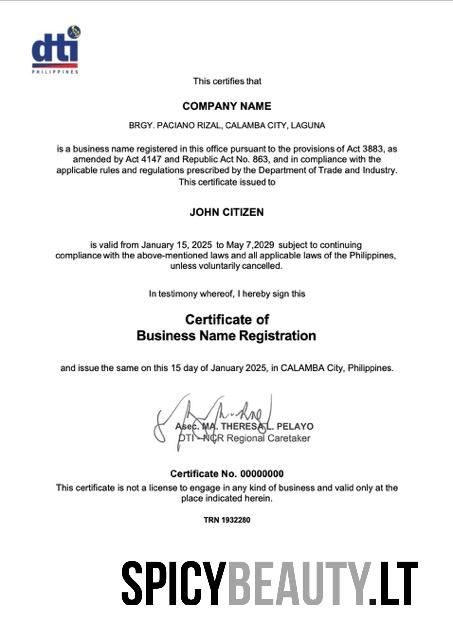 dti
PHILIPPINES
This certifies that
COMPANY NAME
BRGY. PACIANO RIZAL, CALAMBA CITY, LAGUNA
is a business name registered in this office pursuant to the provisions of Act 3883, as
amended by Act 4147 and Republic Act No. 863, and in compliance with the
applicable rules and regulations prescribed by the Department of Trade and Industry.
This certificate issued to
JOHN CITIZEN
is valid from January 15, 2025 to May 7,2029 subject to continuing
compliance with the above-mentioned laws and all applicable laws of the Philippines,
unless voluntarily cancelled.
In testimony whereof, I hereby sign this
Certificate of
Business Name Registration
and issue the same on this 15 day of January 2025, in CALAMBA City, Philippines.
Asec. MA. THERESA L. PELAYO
DTI - NCR Regional Caretaker
Certificate No. 00000000
This certificate is not a license to engage in any kind of business and valid only at the
place indicated herein.
TRN 1932280
SPICYBEAUTY.LT